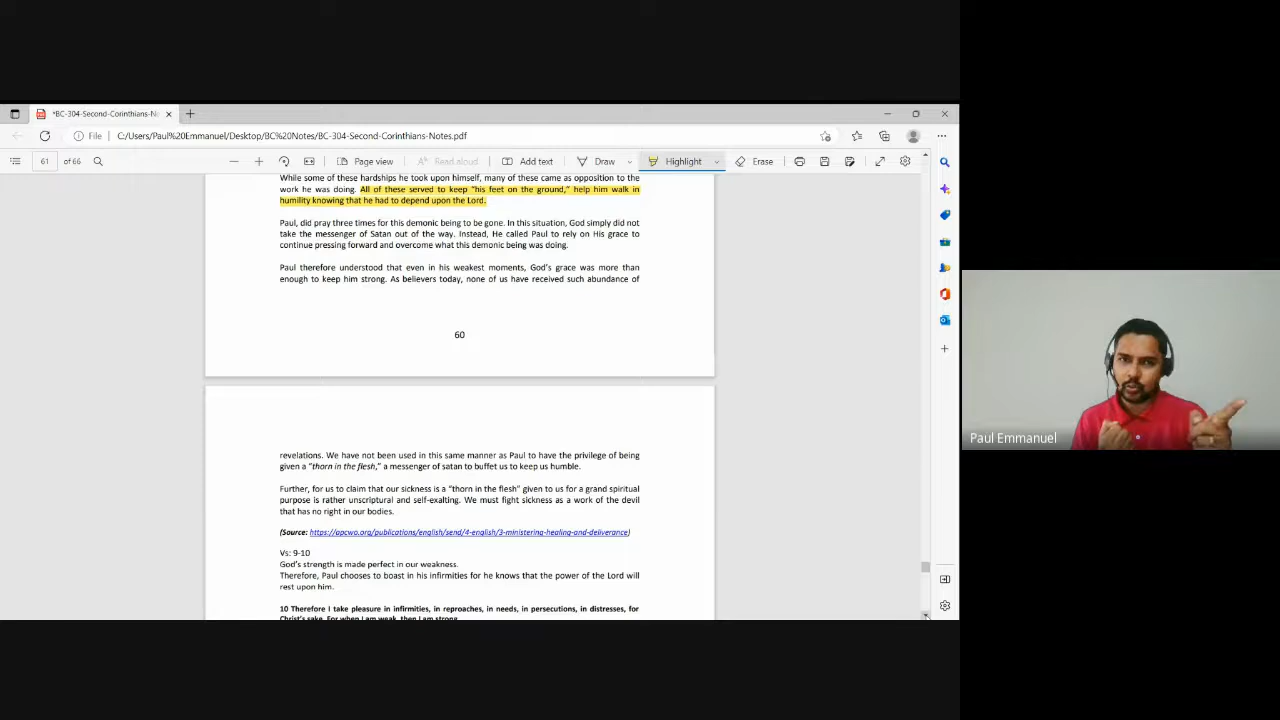 *BC-304-Second-Corinthians-No
File
C:/Users/Paul%20Emmanuel/Desktop/BC%20Notes/BC-304-Second-Corinthians-Notes.pdf
61 of 66
Page view
Read aloud
Add text
Draw
Highlight
Erase
While some of these hardships he took upon himself, many of these came as opposition to the
work he was doing. All of these served to keep "his feet on the ground," help him walk in
humility knowing that he had to depend upon the Lord.
Paul, did pray three times for this demonic being to be gone. In this situation, God simply did not
take the messenger of Satan out of the way. Instead, He called Paul to rely on His grace to
continue pressing forward and overcome what this demonic being was doing.
Paul therefore understood that even in his weakest moments, God's grace was more than
enough to keep him strong. As believers today, none of us have received such abundance of
60
revelations. We have not been used in this same manner as Paul to have the privilege of being
given a "thorn in the flesh," a messenger of satan to buffet us to keep us humble.
Further, for us to claim that our sickness is a "thorn in the flesh" given to us for a grand spiritual
purpose is rather unscriptural and self-exalting. We must fight sickness as a work of the devil
that has no right in our bodies.
(Source: https://apcwo.org/publications/english/send/4-english/3-ministering-healing-and-deliverance)
Vs: 9-10
God's strength is made perfect in our weakness.
Therefore, Paul chooses to boast in his infirmities for he knows that the power of the Lord will
rest upon him.
10 Therefore I take pleasure in infirmities, in reproaches, in needs, in persecutions, in distresses, for
Christ's sake. For when I am weak, then I am strong.
Paul Emmanuel